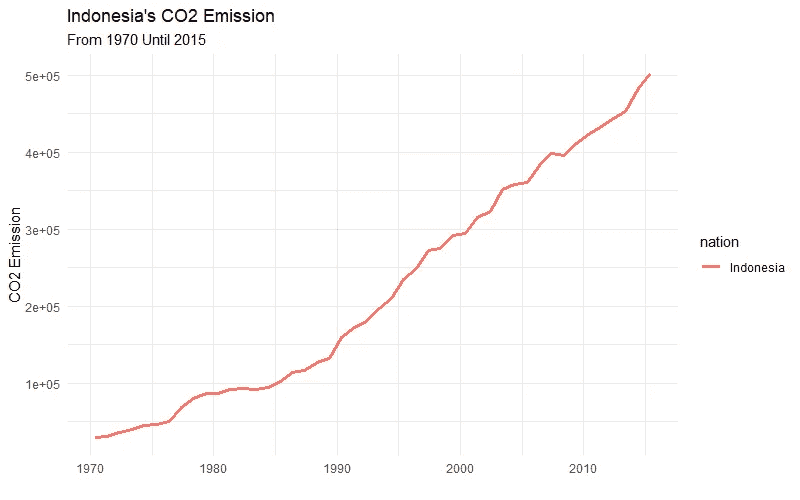 Indonesia's CO2 Emission
From 1970 Until 2015
5e+05
4e+05
3e+05
2e+05
1e+05
CO2 Emission
1970 1980 1990 2000 2010
nation
Indonesia